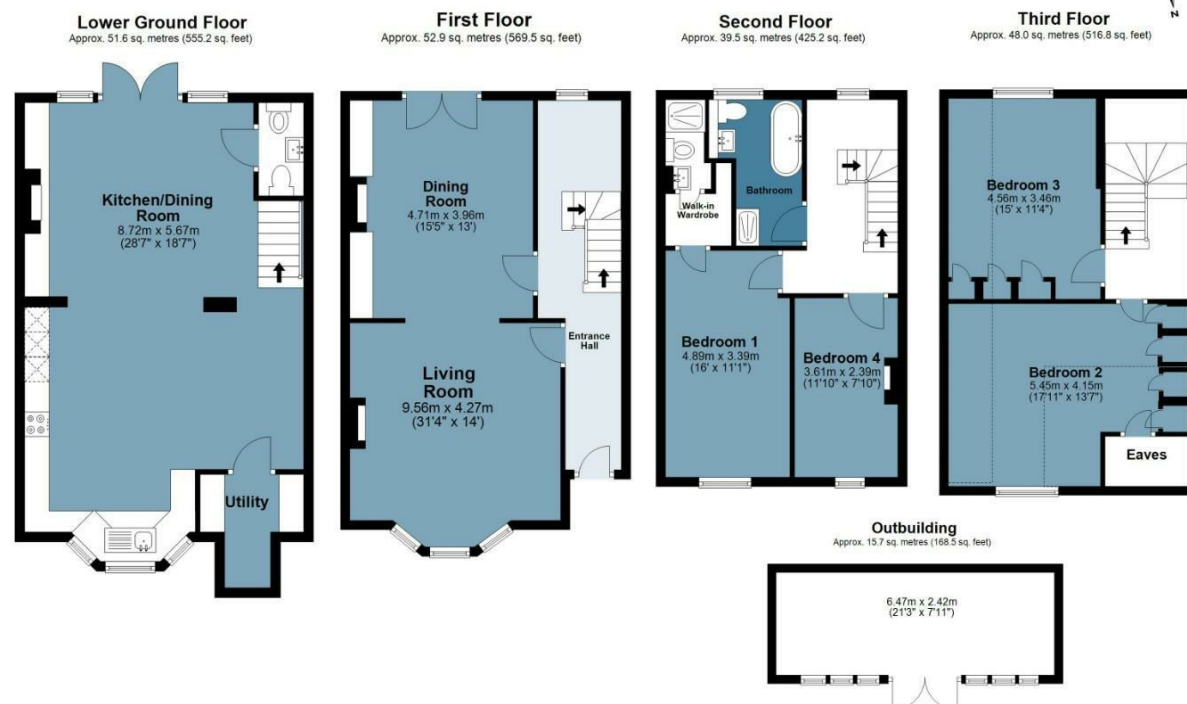 Lower Ground Floor
Approx. 51.6 sq. metres (555.2 sq. feet)
Kitchen/Dining
Room
8.72m x 5.67m
(28'7" x 18'7")
Utility
First Floor
Approx. 52.9 sq. metres (569.5 sq. feet)
Dining
Room
4.71m x 3.96m
(15'5" x 13')
Entrance
Hall
Living
Room
9.56m x 4.27m
(31'4" x 14')
Second Floor
Approx. 39.5 sq. metres (425.2 sq. feet)
Bathroom
Walk-in
Wardrobe
Bedroom 1
4.89m x 3.39m
(16' x 11'1")
Bedroom 4
3.61m x 2.39m
(11'10" x 7'10")
Third Floor
Approx. 48.0 sq. metres (516.8 sq. feet)
Bedroom 3
4.56m x 3.46m
(15' x 11'4")
Bedroom 2
5.45m x 4.15m
(17'11" x 13'7")
Eaves
Outbuilding
Approx. 15.7 sq. metres (168.5 sq. feet)
6.47m x 2.42m
(21'3" x 7'11")
N